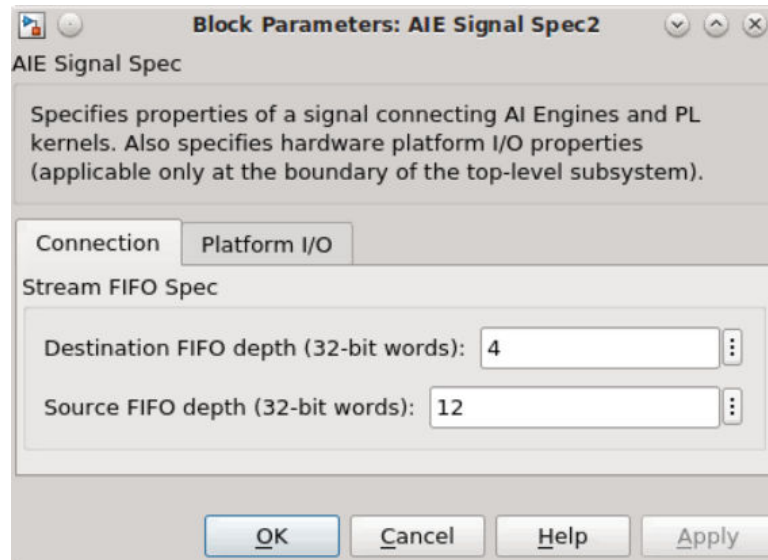 Block Parameters: AIE Signal Spec2
AIE Signal Spec
Specifies properties of a signal connecting AI Engines and PL
kernels. Also specifies hardware platform I/O properties
(applicable only at the boundary of the top-level subsystem).
Connection Platform I/O
Stream FIFO Spec
Destination FIFO depth (32-bit words): 4
Source FIFO depth (32-bit words): 12
OK Cancel Help Apply